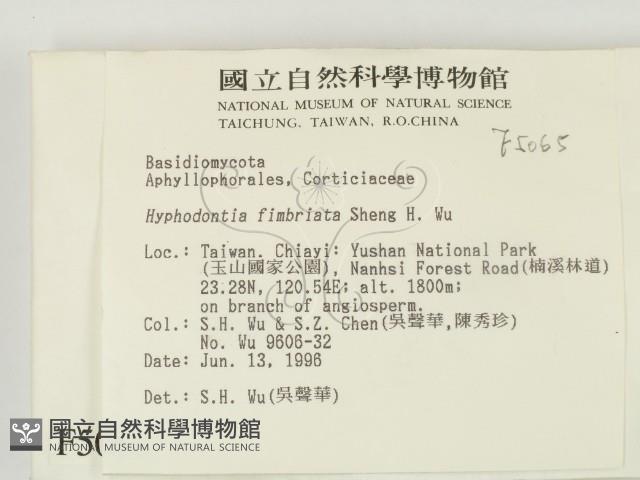 國立自然科學博物館
NATIONAL MUSEUM OF NATURAL SCIENCE
TAICHUNG, TAIWAN, R.O.CHINA
F5065
Basidiomycota
Aphyllophorales, Corticiaceae
Hyphodontia fimbriata Sheng H. Wu
Loc.: Taiwan. Chiayi: Yushan National Park
(玉山國家公園), Nanhsi Forest Road(楠溪林道)
23.28N, 120.54E; alt. 1800m;
on branch of angiosperm.
Col.: S.H. Wu & S.Z. Chen(吳聲華,陳秀珍)
No. Wu 9606-32
Date: Jun. 13, 1996
Det.: S.H. Wu(吳聲華)
國立自然科學博物館
NATIONAL MUSEUM OF NATURAL SCIENCE